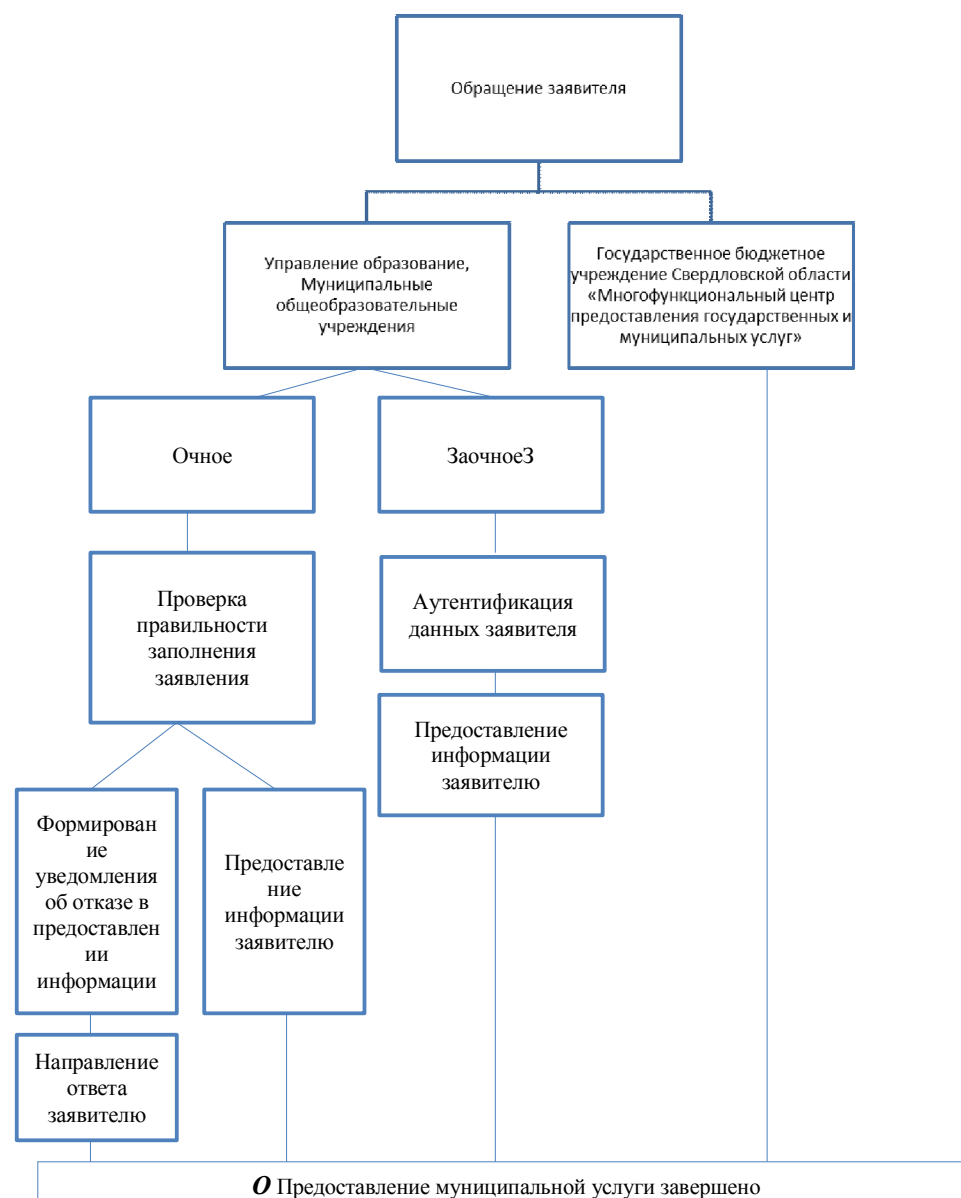 Обращение заявителя
Управление образование,
Муниципальные
общеобразовательные
учреждения
Государственное бюджетное
учреждение Свердловской области
«Многофункциональный центр
предоставления государственных и
муниципальных услуг»
Очное
ЗаочноеЗ
Проверка
правильности
заполнения
заявления
Аутентификация
данных заявителя
Предоставление
информации
заявителю
Формирован
ие
уведомления
об отказе в
предоставлен
ии
информации
Предоставле
ние
информации
заявителю
Направление
ответа
заявителю
О Предоставление муниципальной услуги завершено